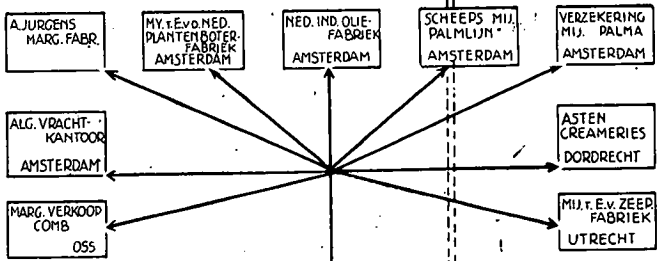 A.JURGENS
MARG. FABR.
MY.T.E.v.D. NED.
PLANTENBOTER-
FABRIEK
AMSTERDAM
NED. IND. OLIE-
FABRIEK
AMSTERDAM
SCHEEPS MIJ.
"PALMLIJN"
AMSTERDAM
VERZEKERING
MIJ. PALMA
AMSTERDAM
ALG. VRACHT-
KANTOOR
AMSTERDAM
ASTEN
CREAMERIES
DORDRECHT
MARG. VERKOOP
COMB
OSS
MIJ.T.E.v. ZEEP.
FABRIEK
UTRECHT